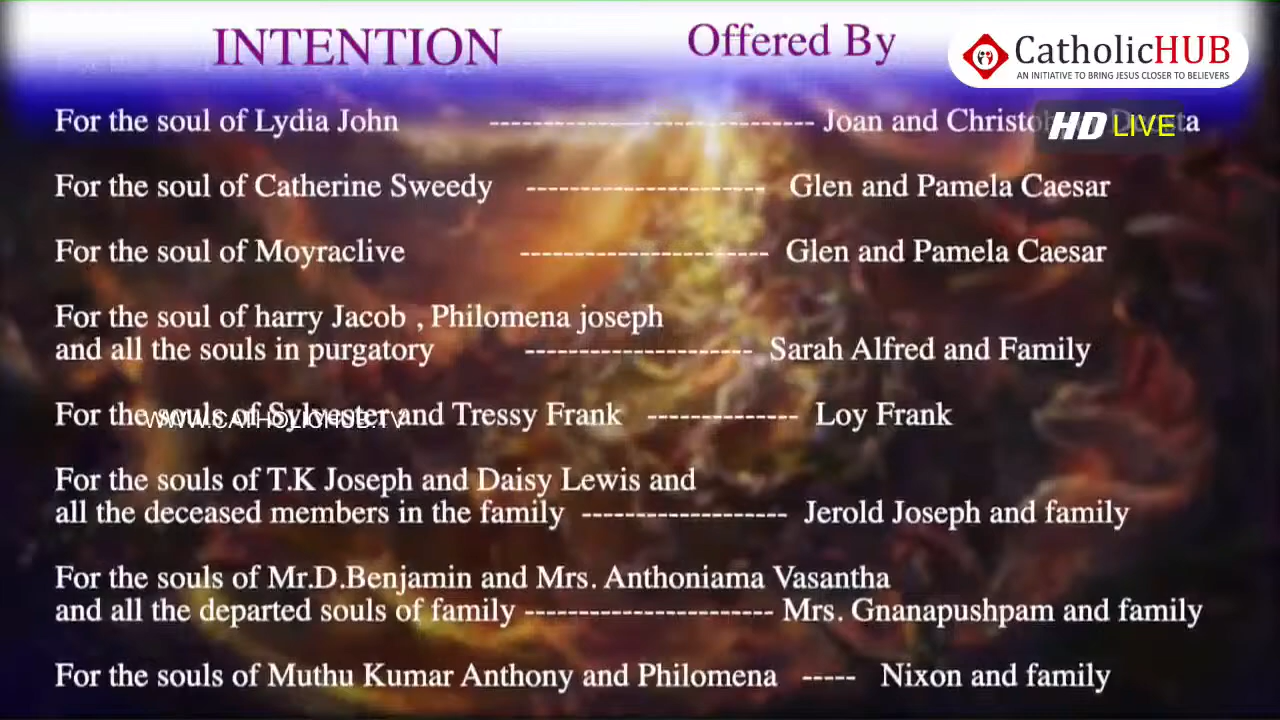 INTENTION Offered By
CatholicHUB
AN INITIATIVE TO BRING JESUS CLOSER TO BELIEVERS
HD LIVE
For the soul of Lydia John ------------------------------------ Joan and
For the soul of Catherine Sweedy -------------------------- Glen and Pamela Caesar
For the soul of Moyraclive --------------------------- Glen and Pamela Caesar
For the soul of harry Jacob , Philomena joseph
and all the souls in purgatory ------------------------- Sarah Alfred and Family
For the souls of Sylvester and Tressy Frank ---------------- Loy Frank
WWW.CATHOLICHUB.TV
For the souls of T.K Joseph and Daisy Lewis and
all the deceased members in the family ---------------------- Jerold Joseph and family
For the souls of Mr.D.Benjamin and Mrs. Anthoniama Vasantha
and all the departed souls of family --------------------------- Mrs. Gnanapushpam and family
For the souls of Muthu Kumar Anthony and Philomena ----- Nixon and family